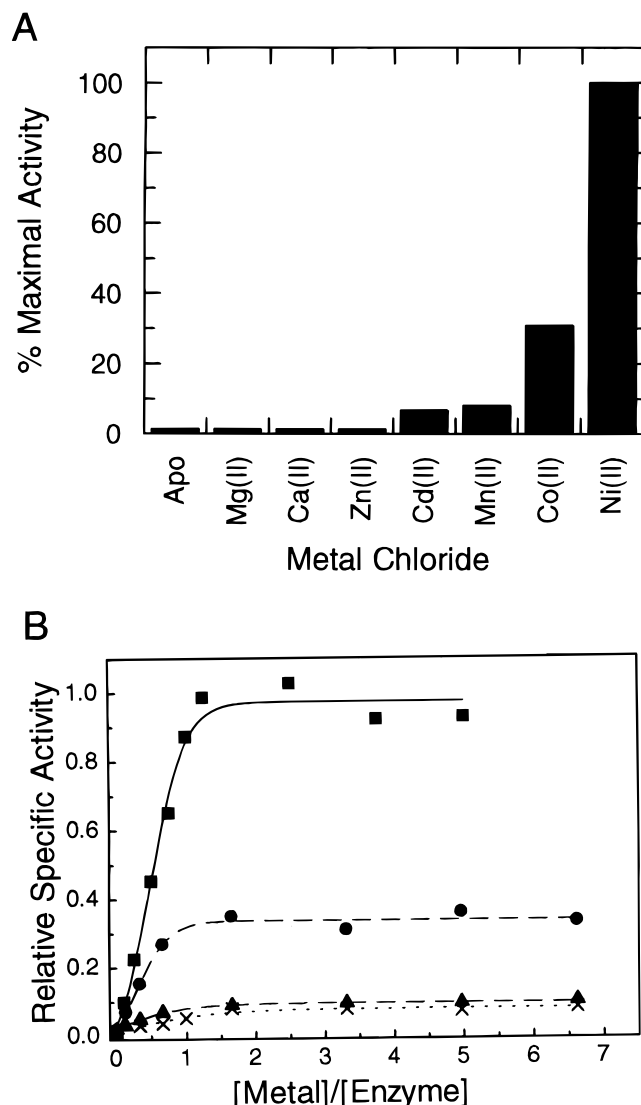 A
% Maximal Activity
100
80
60
40
20
0
Apo
Mg(II)
Ca(II)
Zn(II)
Cd(II)
Mn(II)
Co(II)
Ni(II)
Metal Chloride
B
Relative Specific Activity
1.0
0.8
0.6
0.4
0.2
0.0
0
1
2
3
4
5
6
7
[Metal]/[Enzyme]